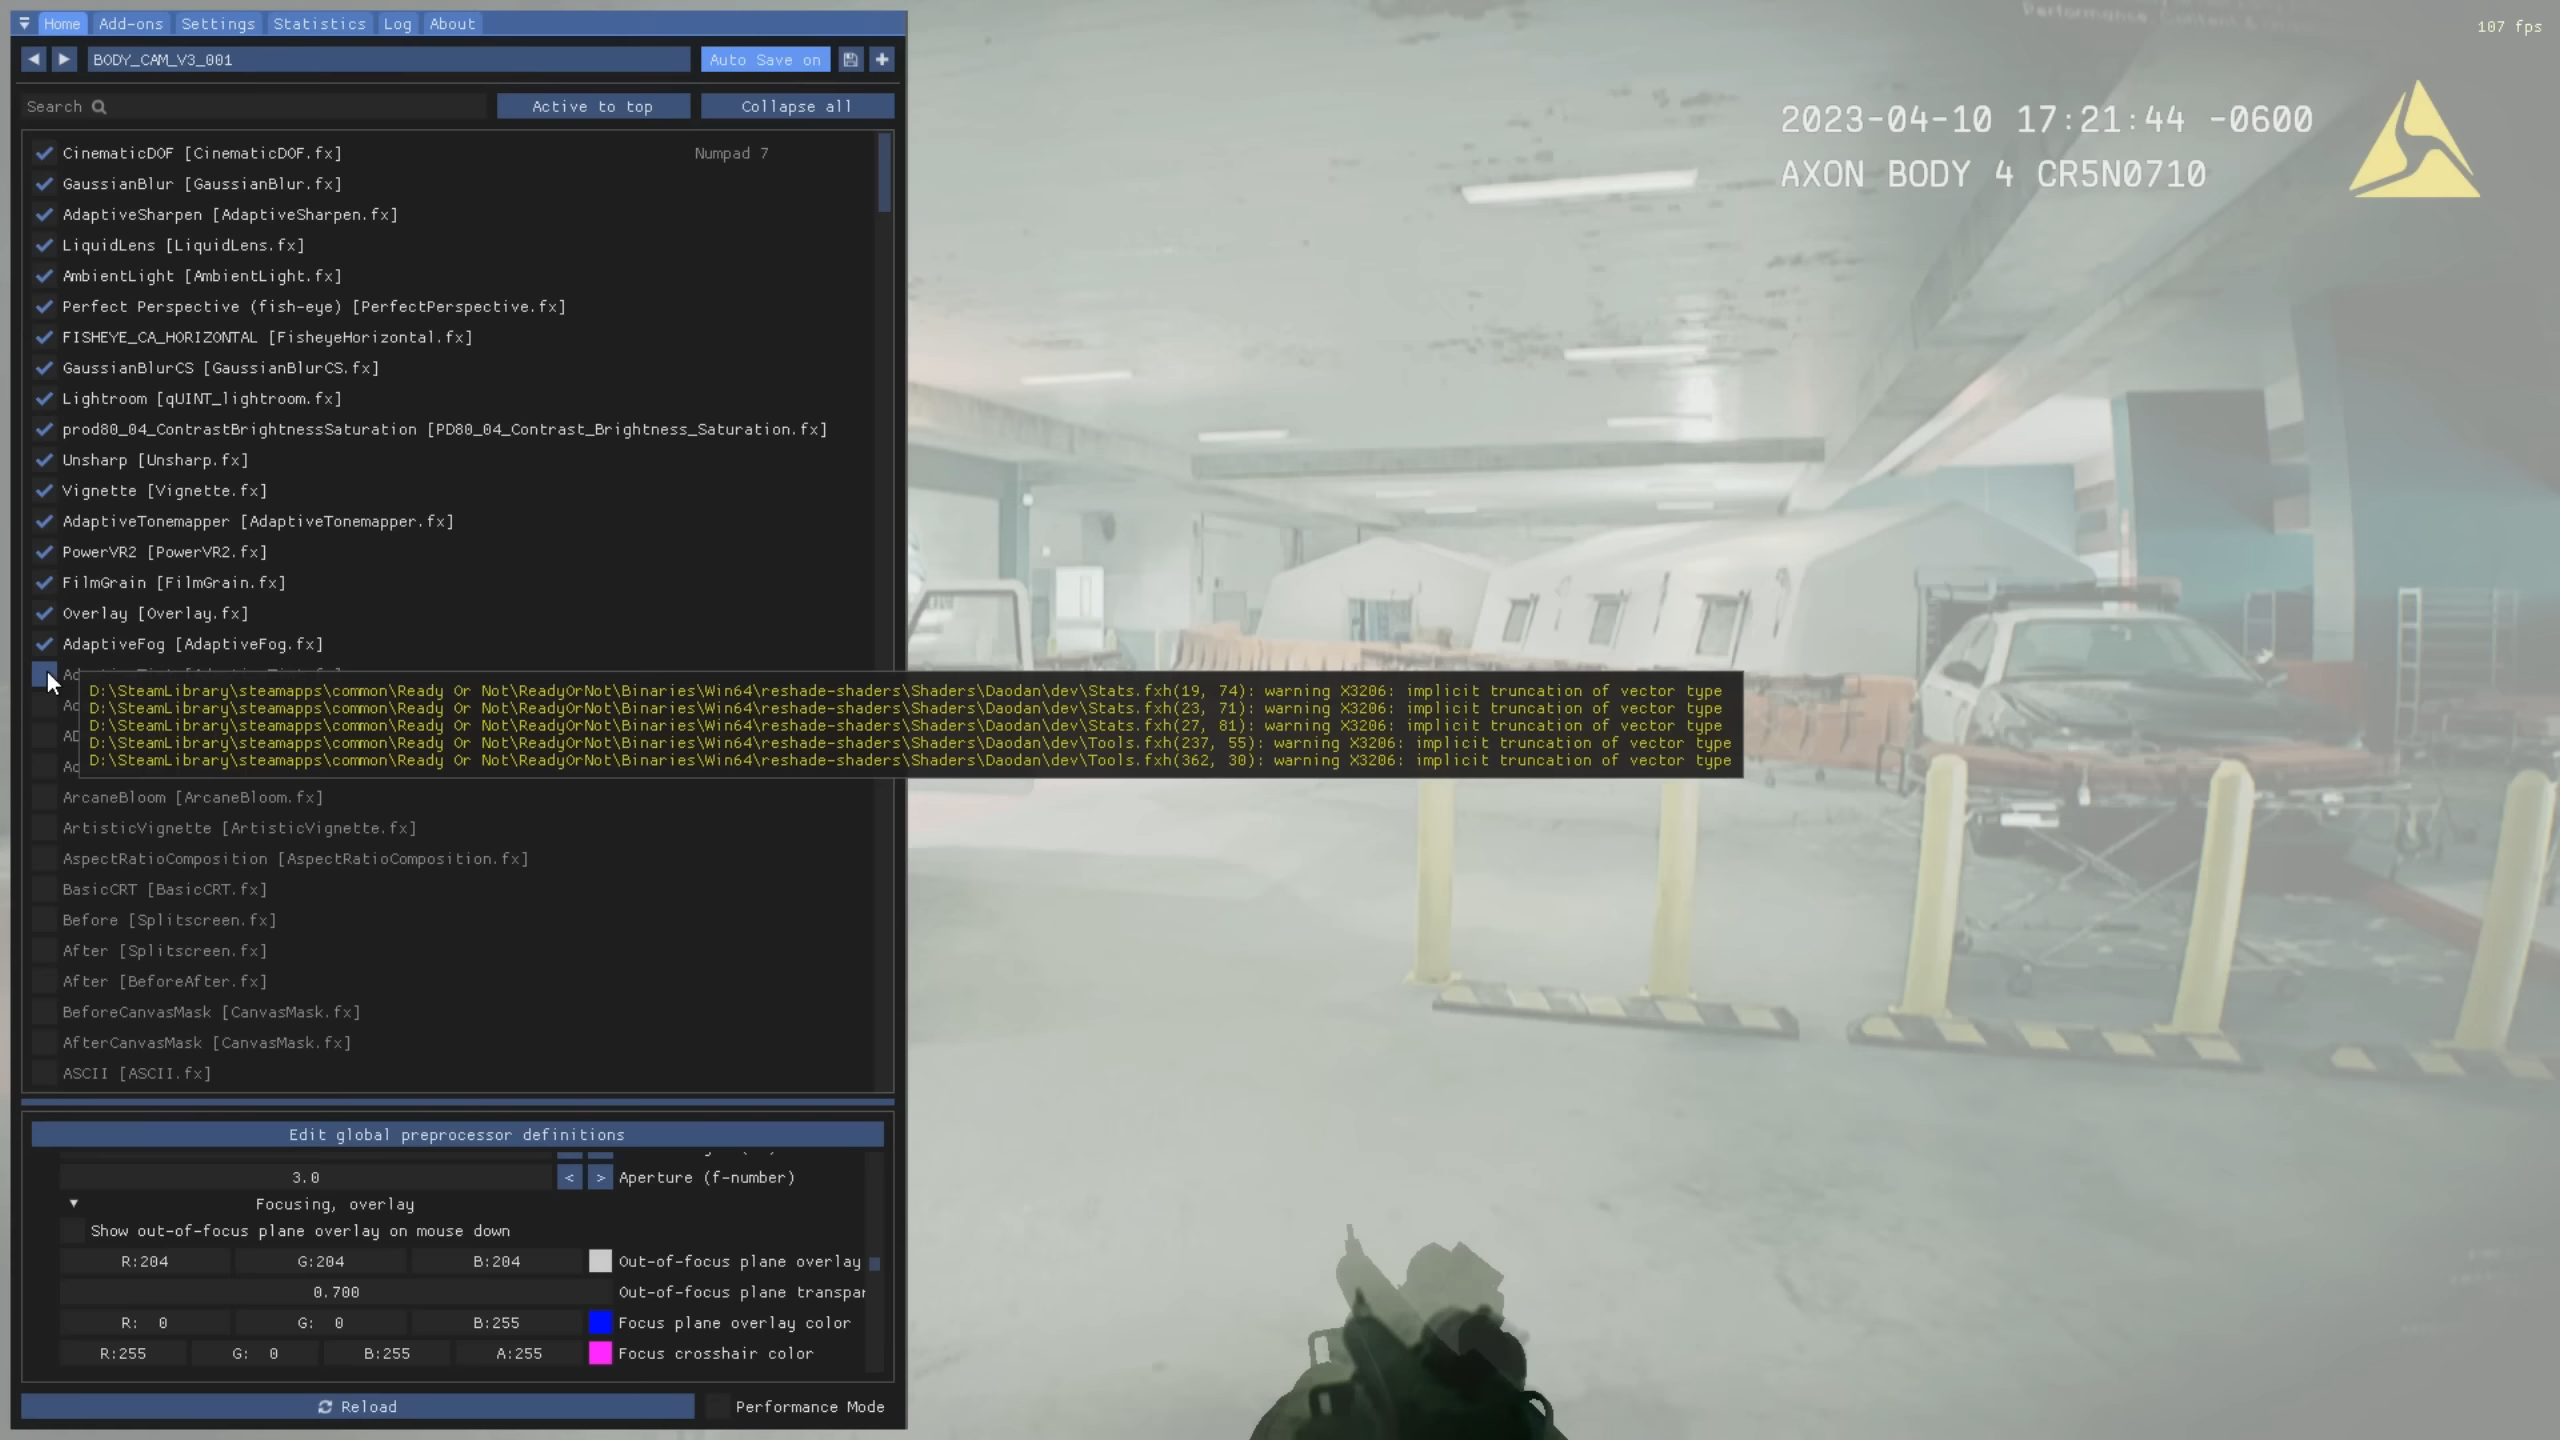 Home Add-ons Settings Statistics Log About
BODY_CAM_V3_001 Auto Save on
Search Active to top Collapse all
CinematicDOF [CinematicDOF.fx] Numpad 7
GaussianBlur [GaussianBlur.fx]
AdaptiveSharpen [AdaptiveSharpen.fx]
LiquidLens [LiquidLens.fx]
AmbientLight [AmbientLight.fx]
Perfect Perspective (fish-eye) [PerfectPerspective.fx]
FISHEYE_CA_HORIZONTAL [FisheyeHorizontal.fx]
GaussianBlurCS [GaussianBlurCS.fx]
Lightroom [qUINT_lightroom.fx]
prod80_04_ContrastBrightnessSaturation [PD80_04_Contrast_Brightness_Saturation.fx]
Unsharp [Unsharp.fx]
Vignette [Vignette.fx]
AdaptiveTonemapper [AdaptiveTonemapper.fx]
PowerVR2 [PowerVR2.fx]
FilmGrain [FilmGrain.fx]
Overlay [Overlay.fx]
AdaptiveFog [AdaptiveFog.fx]
D:\SteamLibrary\steamapps\common\Ready Or Not\ReadyOrNot\Binaries\Win64\reshade-shaders\Shaders\Daodan\dev\Stats.fxh(19, 74): warning X3206: implicit truncation of vector type
D:\SteamLibrary\steamapps\common\Ready Or Not\ReadyOrNot\Binaries\Win64\reshade-shaders\Shaders\Daodan\dev\Stats.fxh(23, 71): warning X3206: implicit truncation of vector type
D:\SteamLibrary\steamapps\common\Ready Or Not\ReadyOrNot\Binaries\Win64\reshade-shaders\Shaders\Daodan\dev\Stats.fxh(27, 81): warning X3206: implicit truncation of vector type
D:\SteamLibrary\steamapps\common\Ready Or Not\ReadyOrNot\Binaries\Win64\reshade-shaders\Shaders\Daodan\dev\Tools.fxh(237, 55): warning X3206: implicit truncation of vector type
D:\SteamLibrary\steamapps\common\Ready Or Not\ReadyOrNot\Binaries\Win64\reshade-shaders\Shaders\Daodan\dev\Tools.fxh(362, 30): warning X3206: implicit truncation of vector type
ArcaneBloom [ArcaneBloom.fx]
ArtisticVignette [ArtisticVignette.fx]
AspectRatioComposition [AspectRatioComposition.fx]
BasicCRT [BasicCRT.fx]
Before [Splitscreen.fx]
After [Splitscreen.fx]
After [BeforeAfter.fx]
BeforeCanvasMask [CanvasMask.fx]
AfterCanvasMask [CanvasMask.fx]
ASCII [ASCII.fx]
Edit global preprocessor definitions
3.0 < > Aperture (f-number)
Focusing, overlay
Show out-of-focus plane overlay on mouse down
R:204 G:204 B:204 Out-of-focus plane overlay
0.700 Out-of-focus plane transpar
R: 0 G: 0 B:255 Focus plane overlay color
R:255 G: 0 B:255 A:255 Focus crosshair color
Reload Performance Mode
107 fps
2023-04-10 17:21:44 -0600
AXON BODY 4 CR5N0710